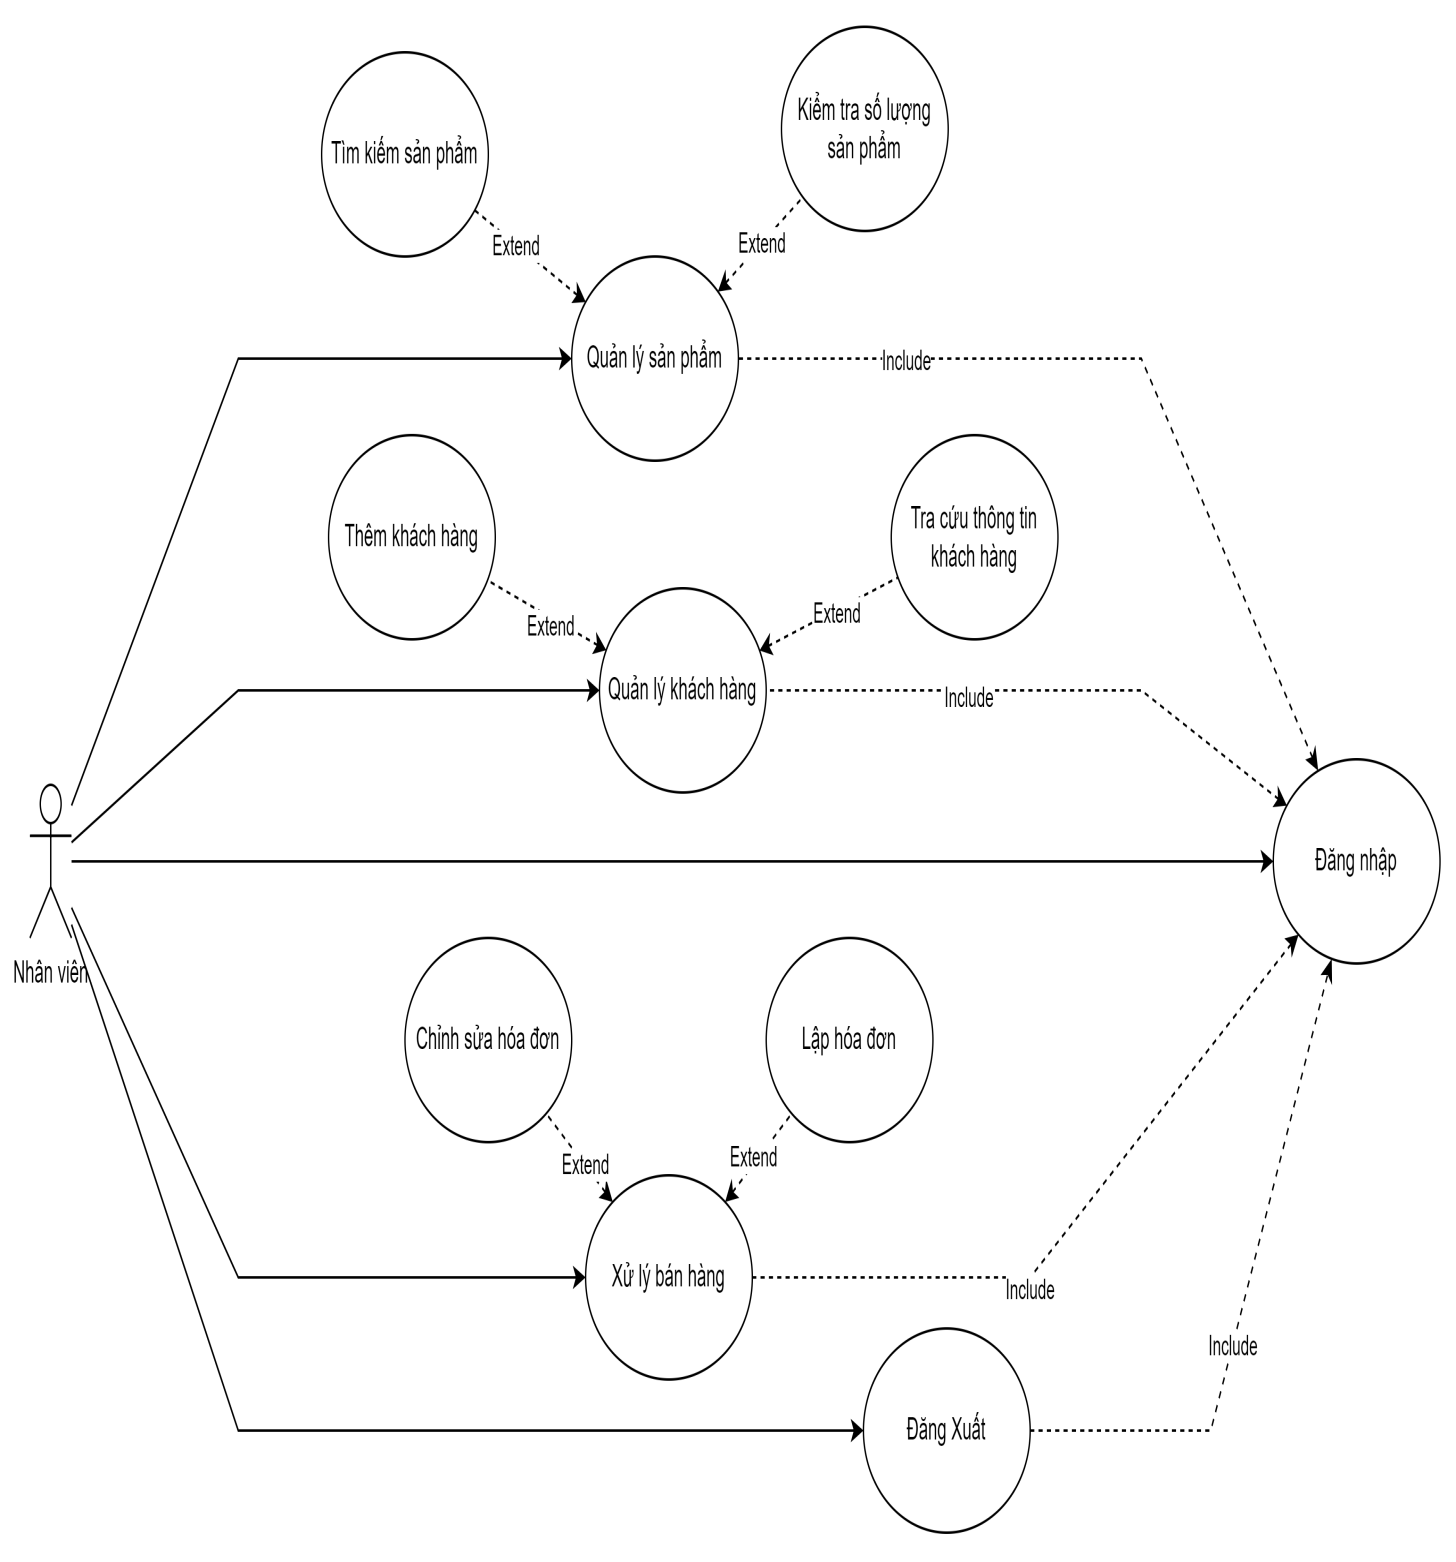 Kiểm tra số lượng
sản phẩm
Tìm kiếm sản phẩm
Extend
Extend
Quản lý sản phẩm
Include
Thêm khách hàng
Tra cứu thông tin
khách hàng
Extend
Extend
Quản lý khách hàng
Include
Đăng nhập
Nhân viên
Chỉnh sửa hóa đơn
Lập hóa đơn
Extend
Extend
Xử lý bán hàng
Include
Include
Đăng Xuất